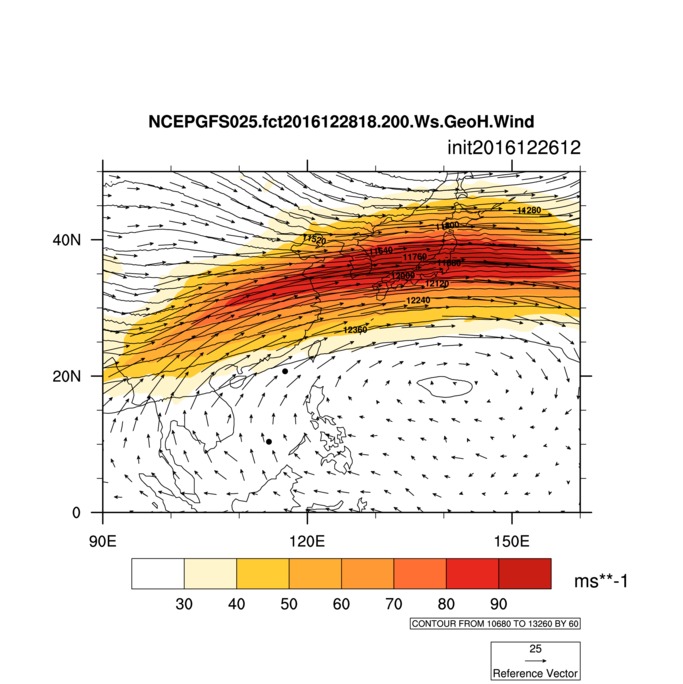 NCEPGFS025.fct2016122818.200.Ws.GeoH.Wind
init2016122612
11280
11400
11520
11640
11760
11880
12000
12120
12240
12360
40N
20N
0
90E 120E 150E
30 40 50 60 70 80 90 ms**-1
CONTOUR FROM 10680 TO 13260 BY 60
25
Reference Vector